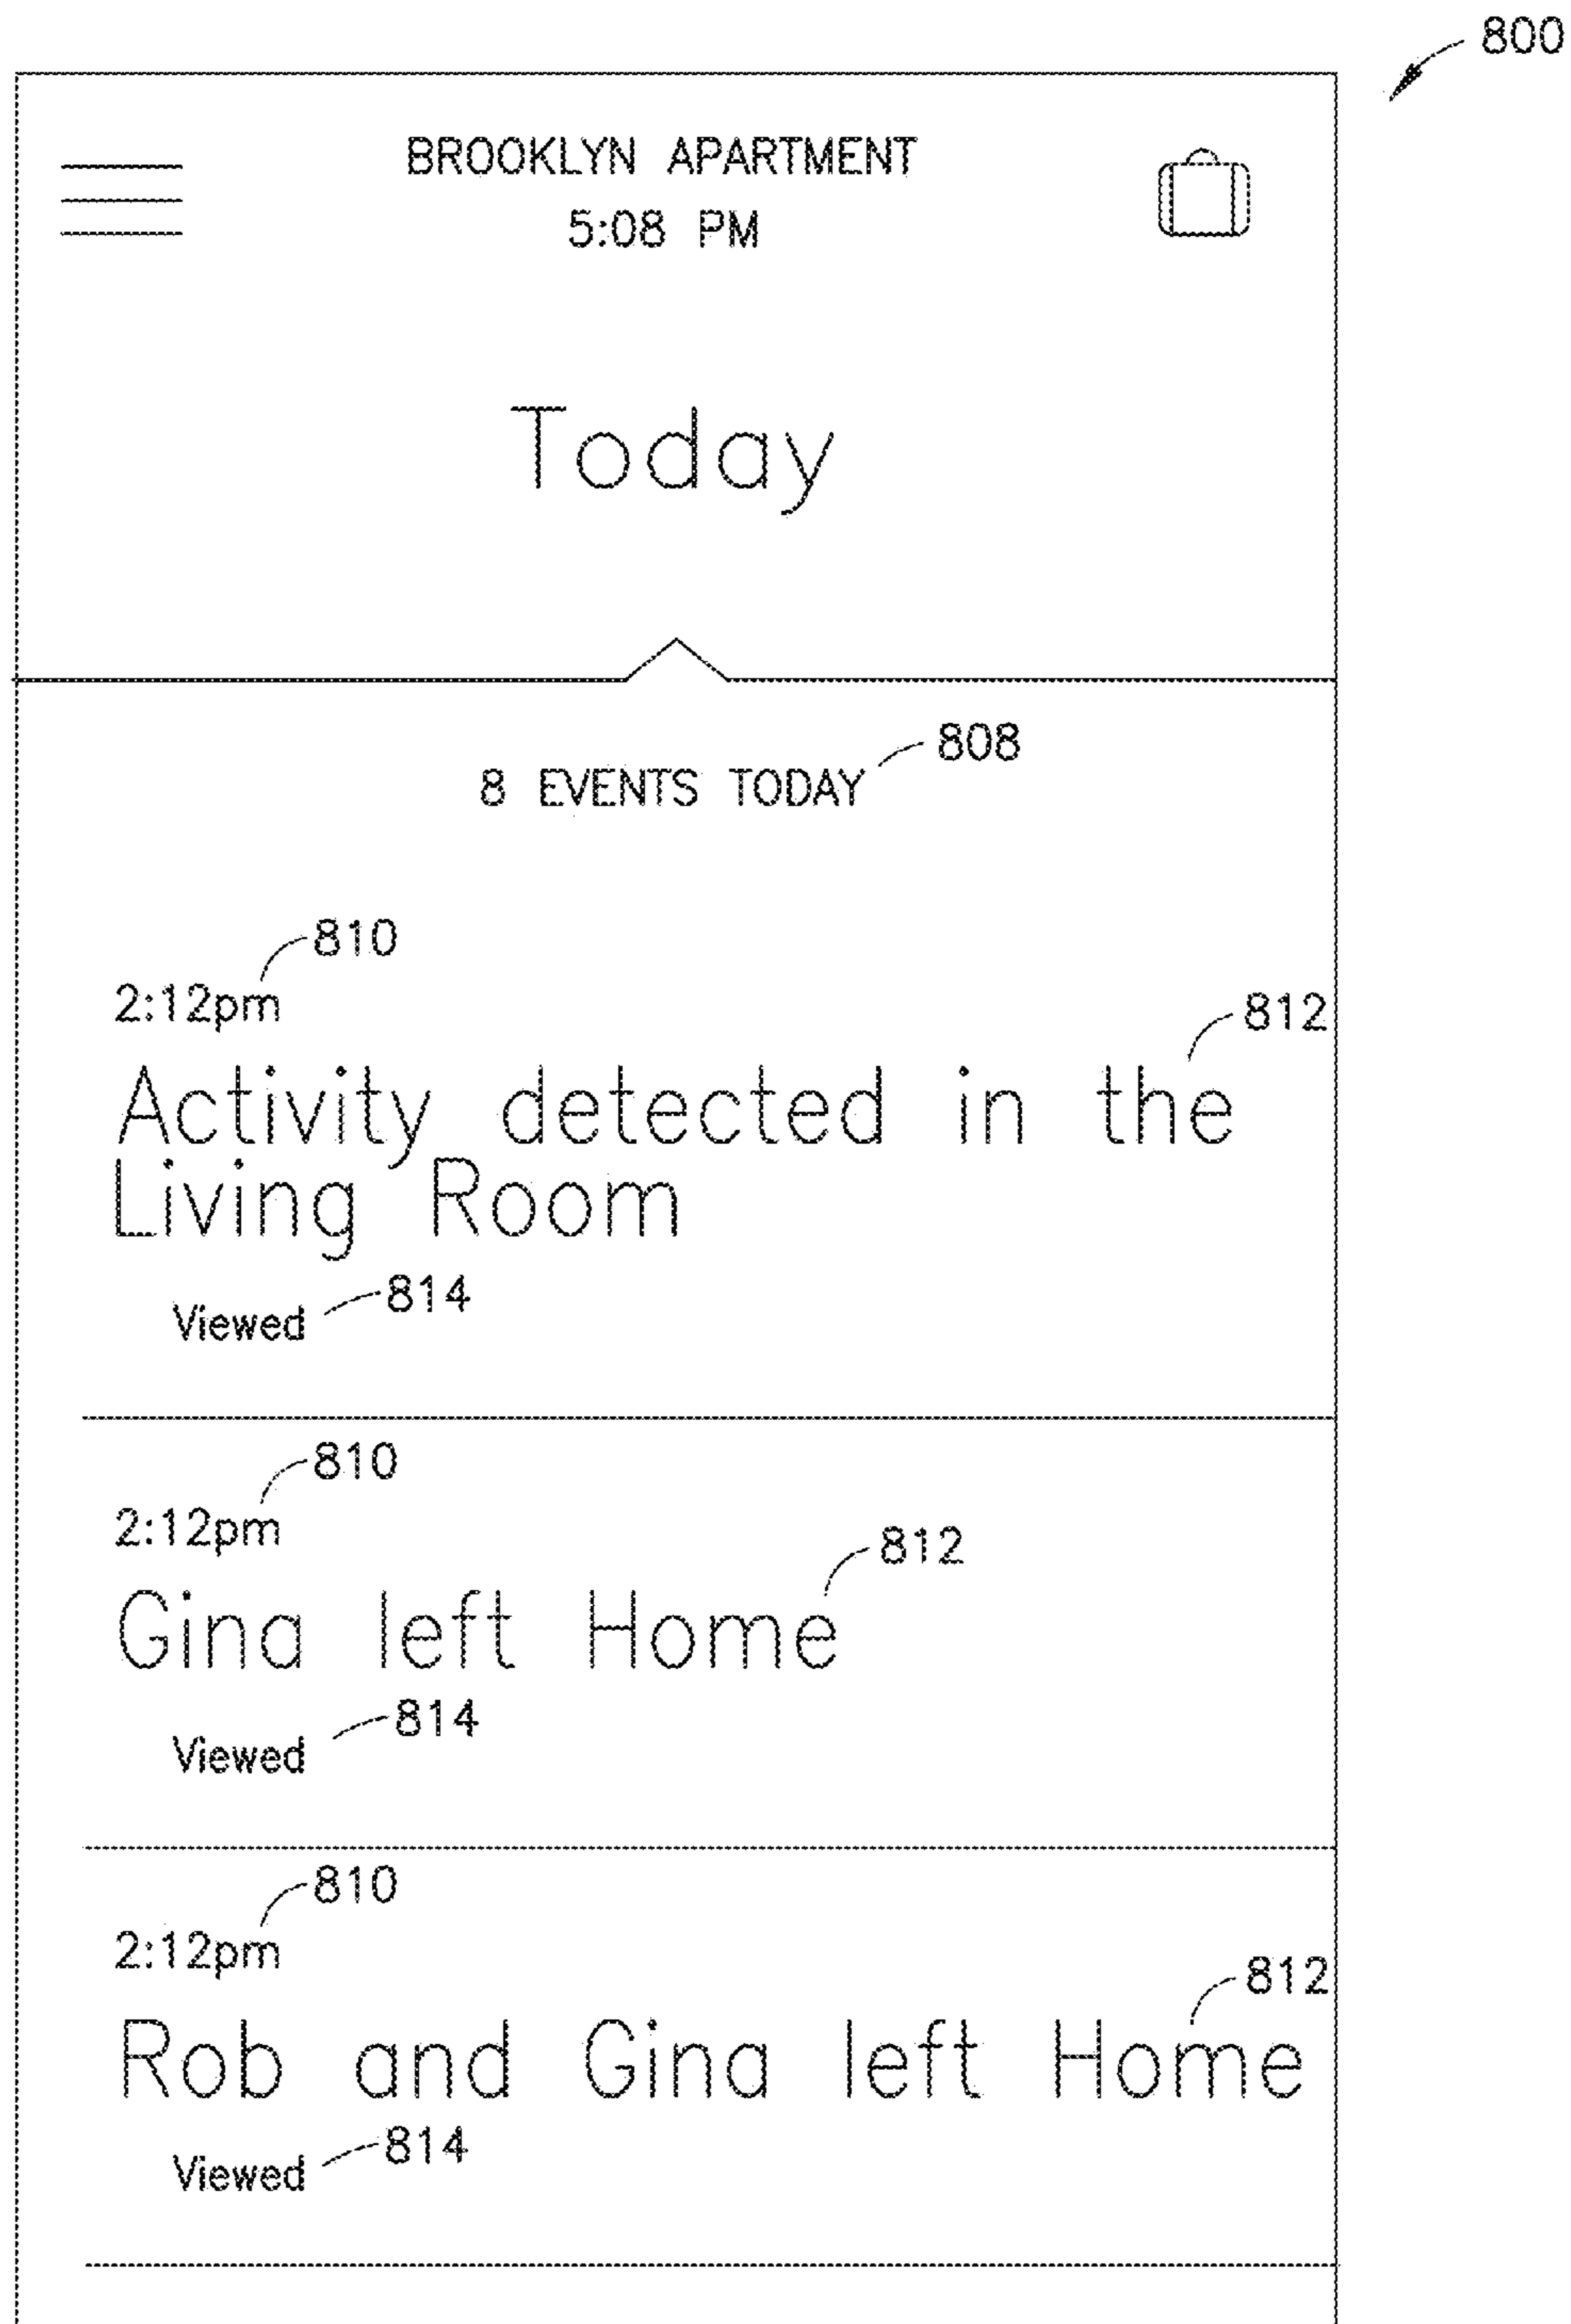 800
BROOKLYN APARTMENT
5:08 PM
Today
808
8 EVENTS TODAY
810
2:12pm
812
Activity detected in the
Living Room
814
Viewed
810
2:12pm
812
Gina left Home
814
Viewed
810
2:12pm
812
Rob and Gina left Home
814
Viewed